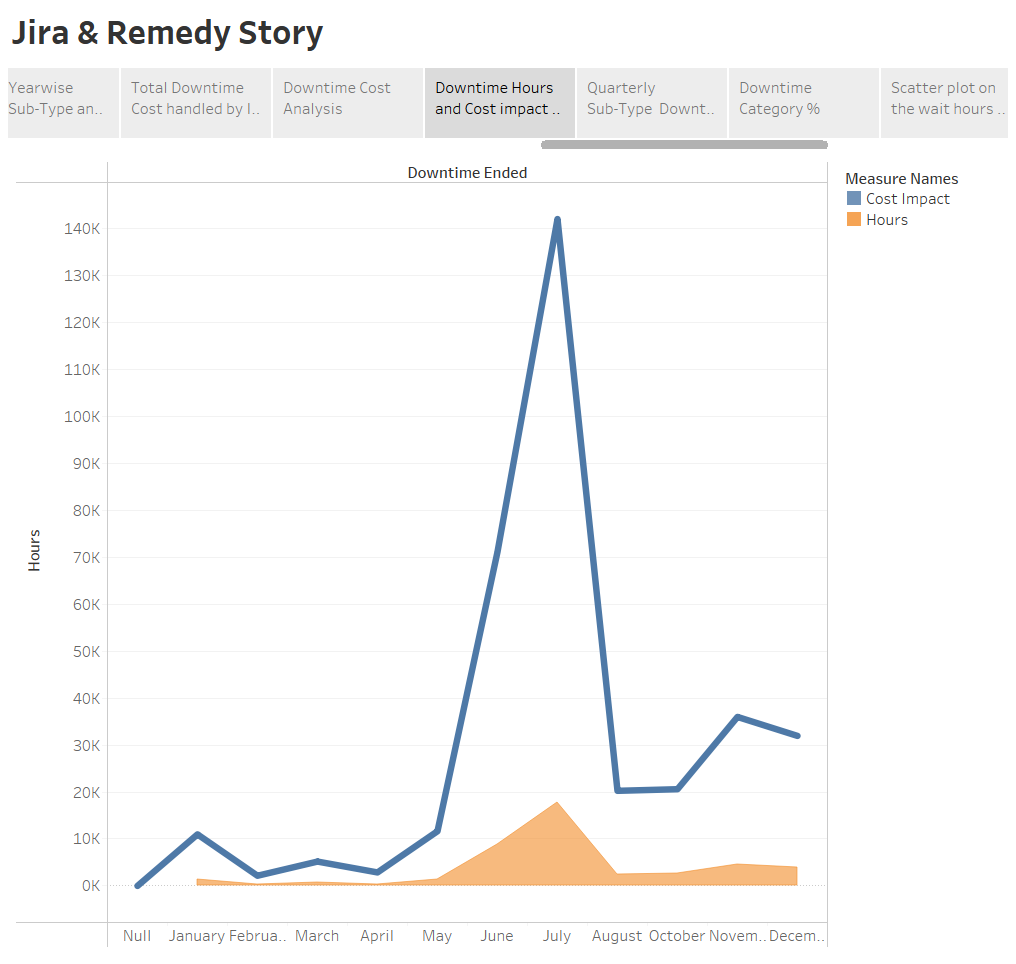 Jira & Remedy Story
Yearwise
Sub-Type an..
Total Downtime
Cost handled by I..
Downtime Cost
Analysis
Downtime Hours
and Cost impact ..
Quarterly
Sub-Type Downt..
Downtime
Category %
Scatter plot on
the wait hours ..
Downtime Ended
Measure Names
Cost Impact
Hours
140K
130K
120K
110K
100K
90K
80K
70K
60K
50K
40K
30K
20K
10K
0K
Hours
Null January Februa.. March April May June July August October Novem.. Decem..